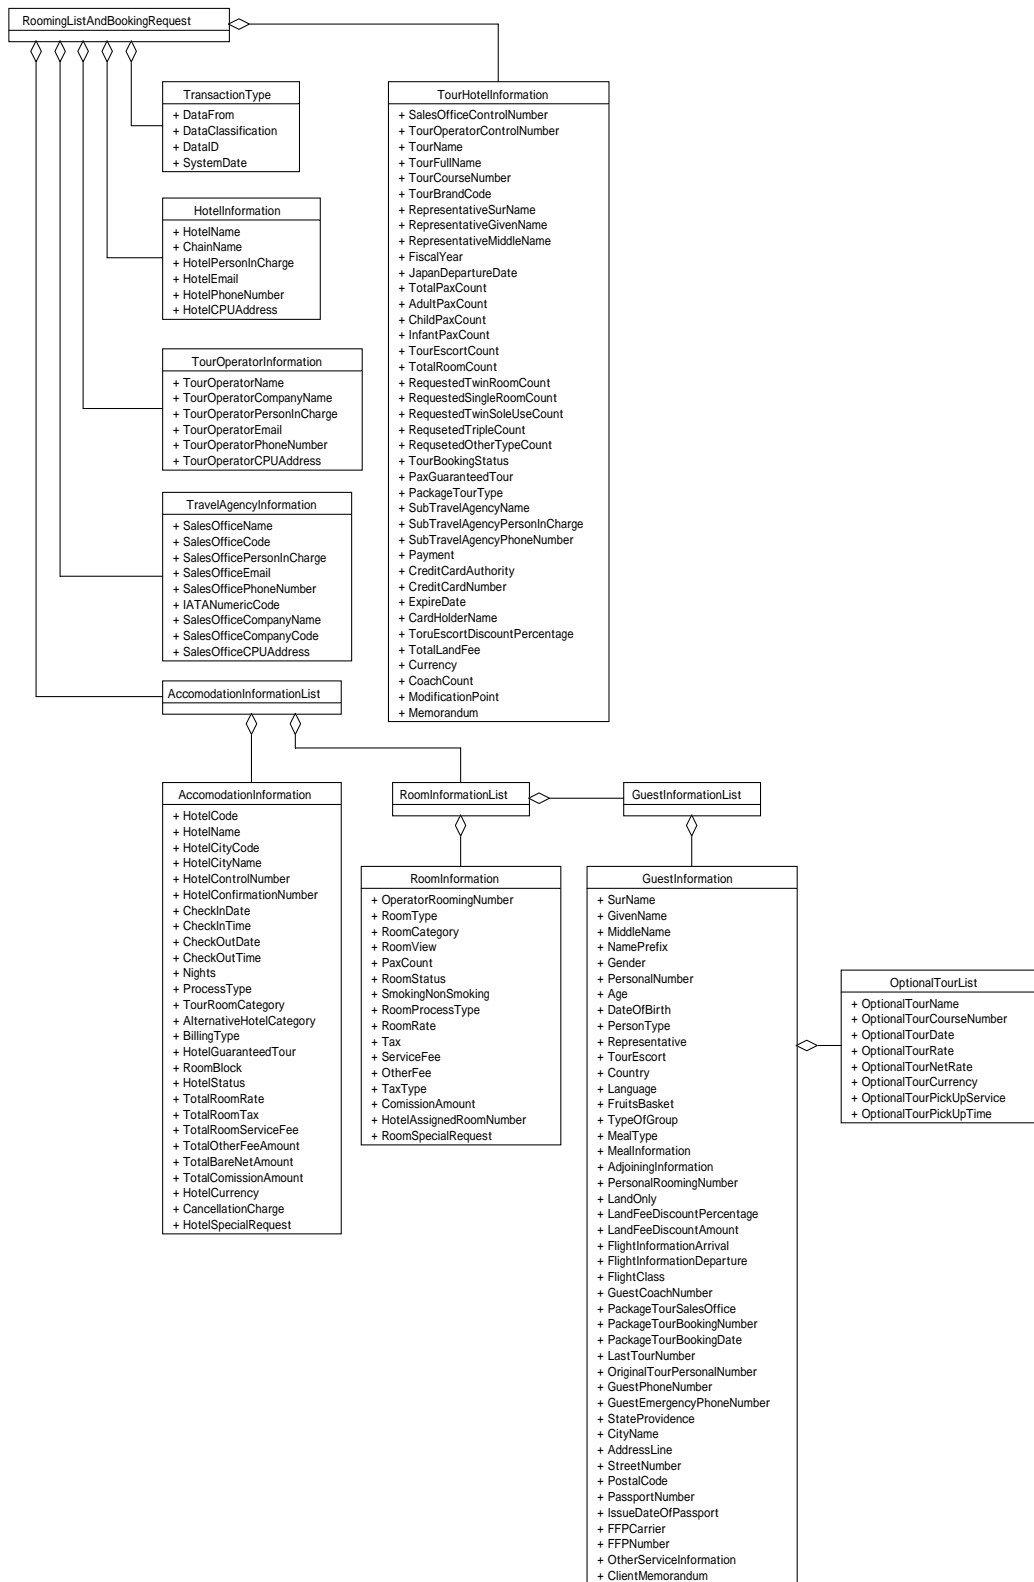 RoomingListAndBookingRequest
TransactionType
+ DataFrom
+ DataClassification
+ DataID
+ SystemDate
HotelInformation
+ HotelName
+ ChainName
+ HotelPersonInCharge
+ HotelEmail
+ HotelPhoneNumber
+ HotelCPUAddress
TourOperatorInformation
+ TourOperatorName
+ TourOperatorCompanyName
+ TourOperatorPersonInCharge
+ TourOperatorEmail
+ TourOperatorPhoneNumber
+ TourOperatorCPUAddress
TravelAgencyInformation
+ SalesOfficeName
+ SalesOfficeCode
+ SalesOfficePersonInCharge
+ SalesOfficeEmail
+ SalesOfficePhoneNumber
+ IATANumericCode
+ SalesOfficeCompanyName
+ SalesOfficeCompanyCode
+ SalesOfficeCPUAddress
AccomodationInformationList
TourHotelInformation
+ SalesOfficeControlNumber
+ TourOperatorControlNumber
+ TourName
+ TourFullName
+ TourCourseNumber
+ TourBrandCode
+ RepresentativeSurName
+ RepresentativeGivenName
+ RepresentativeMiddleName
+ FiscalYear
+ JapanDepartureDate
+ TotalPaxCount
+ AdultPaxCount
+ ChildPaxCount
+ InfantPaxCount
+ TourEscortCount
+ TotalRoomCount
+ RequestedTwinRoomCount
+ RequestedSingleRoomCount
+ RequestedTwinSoleUseCount
+ RequsetedTripleCount
+ RequsetedOtherTypeCount
+ TourBookingStatus
+ PaxGuaranteedTour
+ PackageTourType
+ SubTravelAgencyName
+ SubTravelAgencyPersonInCharge
+ SubTravelAgencyPhoneNumber
+ Payment
+ CreditCardAuthority
+ CreditCardNumber
+ ExpireDate
+ CardHolderName
+ ToruEscortDiscountPercentage
+ TotalLandFee
+ Currency
+ CoachCount
+ ModificationPoint
+ Memorandum
AccomodationInformation
+ HotelCode
+ HotelName
+ HotelCityCode
+ HotelCityName
+ HotelControlNumber
+ HotelConfirmationNumber
+ CheckInDate
+ CheckInTime
+ CheckOutDate
+ CheckOutTime
+ Nights
+ ProcessType
+ TourRoomCategory
+ AlternativeHotelCategory
+ BillingType
+ HotelGuaranteedTour
+ RoomBlock
+ HotelStatus
+ TotalRoomRate
+ TotalRoomTax
+ TotalRoomServiceFee
+ TotalOtherFeeAmount
+ TotalBareNetAmount
+ TotalComissionAmount
+ HotelCurrency
+ CancellationCharge
+ HotelSpecialRequest
RoomInformationList
RoomInformation
+ OperatorRoomingNumber
+ RoomType
+ RoomCategory
+ RoomView
+ PaxCount
+ RoomStatus
+ SmokingNonSmoking
+ RoomProcessType
+ RoomRate
+ Tax
+ ServiceFee
+ OtherFee
+ TaxType
+ ComissionAmount
+ HotelAssignedRoomNumber
+ RoomSpecialRequest
GuestInformationList
GuestInformation
+ SurName
+ GivenName
+ MiddleName
+ NamePrefix
+ Gender
+ PersonalNumber
+ Age
+ DateOfBirth
+ PersonType
+ Representative
+ TourEscort
+ Country
+ Language
+ FruitsBasket
+ TypeOfGroup
+ MealType
+ MealInformation
+ AdjoiningInformation
+ PersonalRoomingNumber
+ LandOnly
+ LandFeeDiscountPercentage
+ LandFeeDiscountAmount
+ FlightInformationArrival
+ FlightInformationDeparture
+ FlightClass
+ GuestCoachNumber
+ PackageTourSalesOffice
+ PackageTourBookingNumber
+ PackageTourBookingDate
+ LastTourNumber
+ OriginalTourPersonalNumber
+ GuestPhoneNumber
+ GuestEmergencyPhoneNumber
+ StateProvidence
+ CityName
+ AddressLine
+ StreetNumber
+ PostalCode
+ PassportNumber
+ IssueDateOfPassport
+ FFPCarrier
+ FFPNumber
+ OtherServiceInformation
+ ClientMemorandum
OptionalTourList
+ OptionalTourName
+ OptionalTourCourseNumber
+ OptionalTourDate
+ OptionalTourRate
+ OptionalTourNetRate
+ OptionalTourCurrency
+ OptionalTourPickUpService
+ OptionalTourPickUpTime